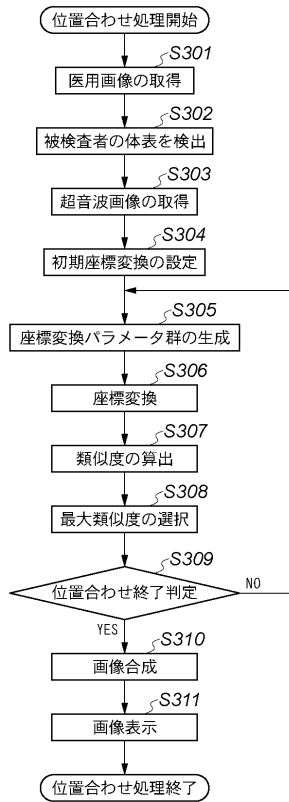 位置合わせ処理開始
S301
医用画像の取得
S302
被検査者の体表を検出
S303
超音波画像の取得
S304
初期座標変換の設定
S305
座標変換パラメータ群の生成
S306
座標変換
S307
類似度の算出
S308
最大類似度の選択
S309
位置合わせ終了判定
NO
YES
S310
画像合成
S311
画像表示
位置合わせ処理終了